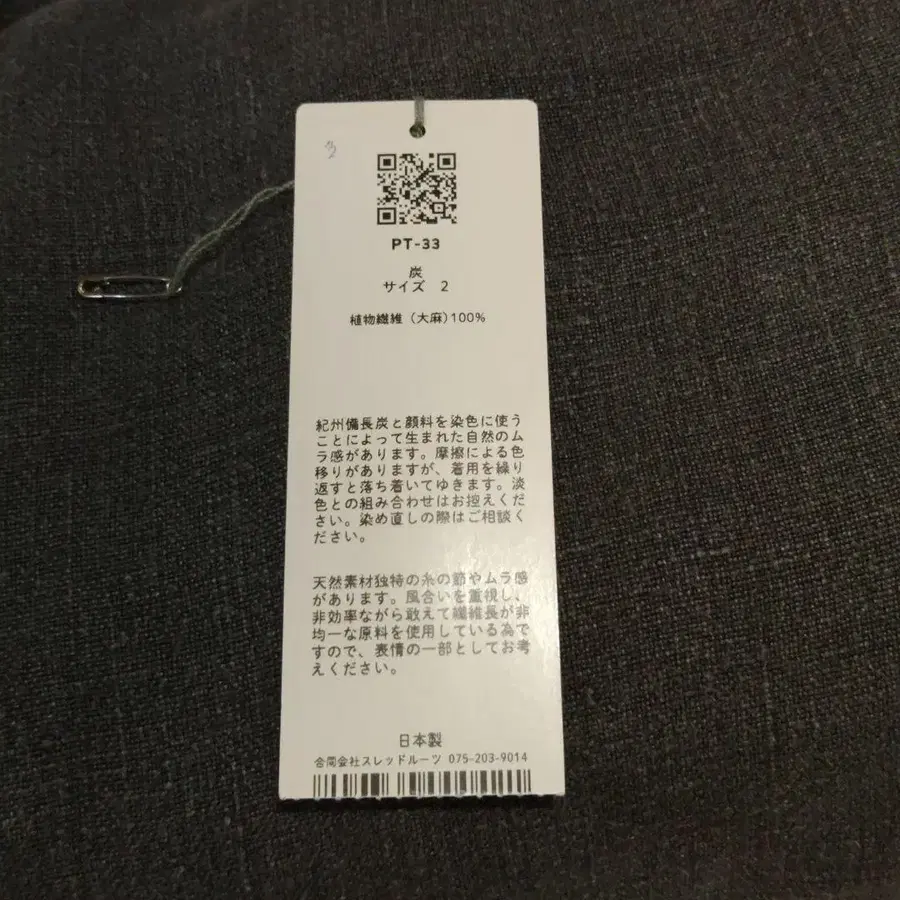 PT-33
炭
サイズ 2
植物繊維（大麻）100%
紀州備長炭と顔料を染色に使う
ことによって生まれた自然のム
ラ感があります。摩擦による色
移りがありますが、着用を繰り
返すと落ち着いてゆきます。淡
色との組み合わせはお控えくだ
さい。染め直しの際はご相談く
ださい。
天然素材独特の糸の節やムラ感
があります。風合いを重視し、
非効率ながら敢えて繊維長が非
均一な原料を使用している為で
すので、表情の一部としてお考
えください。
日本製
合同会社スレッドルーツ 075-203-9014